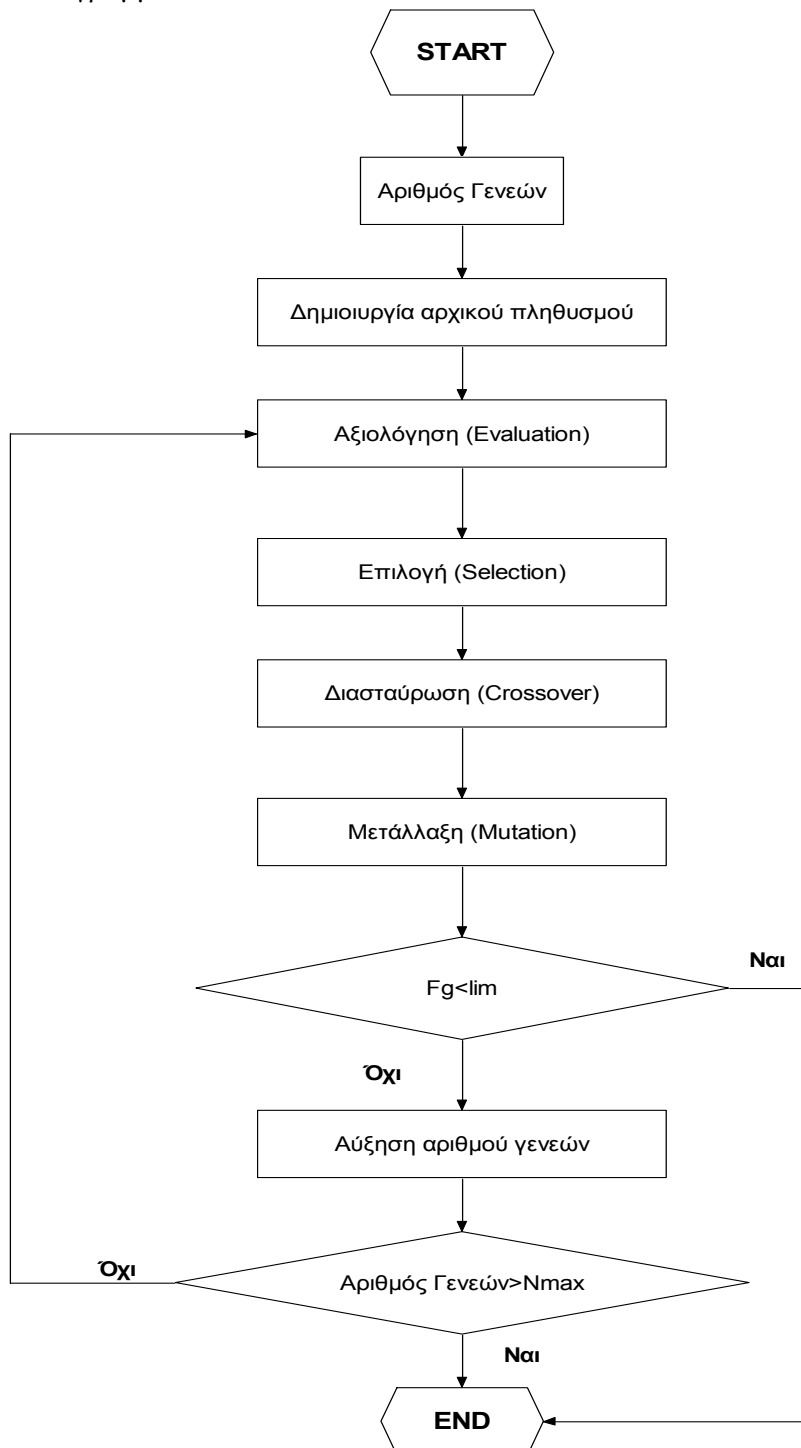 START
Αριθμός Γενεών
Δημιοιυργία αρχικού πληθυσμού
Αξιολόγηση (Evaluation)
Επιλογή (Selection)
Διασταύρωση (Crossover)
Μετάλλαξη (Mutation)
Ναι
Fg<lim
Όχι
Αύξηση αριθμού γενεών
Όχι
Αριθμός Γενεών>Nmax
Ναι
END